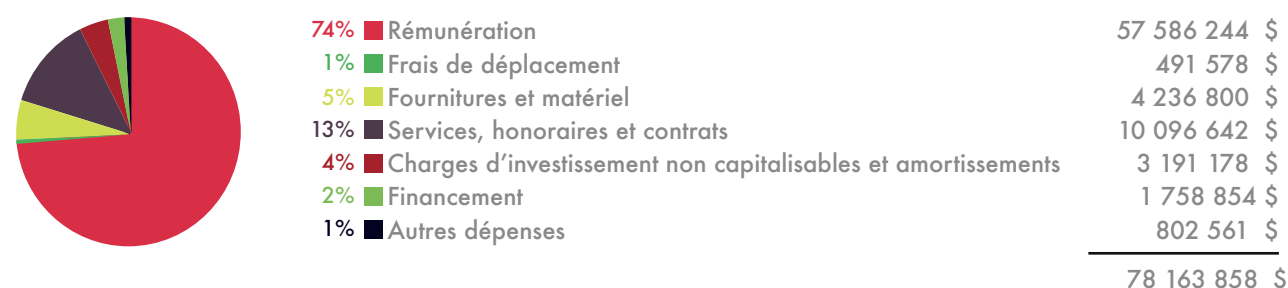 74% Rémunération 57 586 244 $
1% Frais de déplacement 491 578 $
5% Fournitures et matériel 4 236 800 $
13% Services, honoraires et contrats 10 096 642 $
4% Charges d’investissement non capitalisables et amortissements 3 191 178 $
2% Financement 1 758 854 $
1% Autres dépenses 802 561 $
78 163 858 $